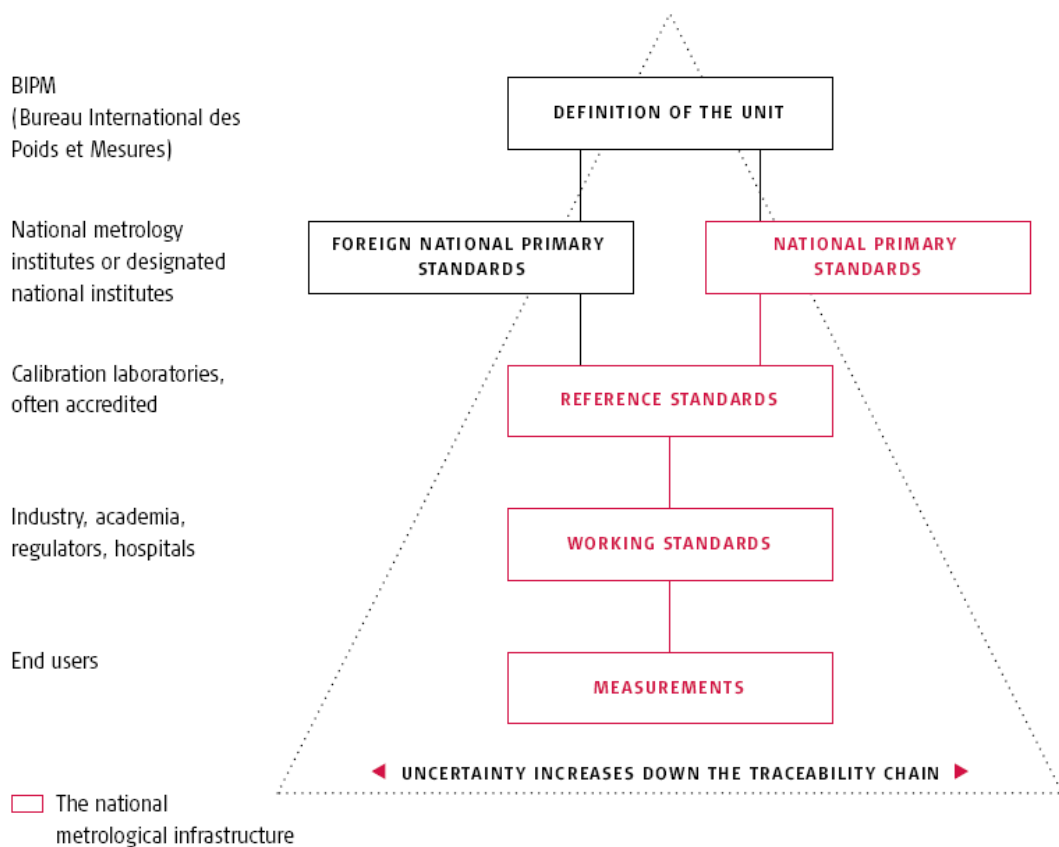 BIPM
(Bureau International des
Poids et Mesures)
DEFINITION OF THE UNIT
National metrology
institutes or designated
national institutes
FOREIGN NATIONAL PRIMARY
STANDARDS
NATIONAL PRIMARY
STANDARDS
Calibration laboratories,
often accredited
REFERENCE STANDARDS
Industry, academia,
regulators, hospitals
WORKING STANDARDS
End users
MEASUREMENTS
UNCERTAINTY INCREASES DOWN THE TRACEABILITY CHAIN
The national
metrological infrastructure